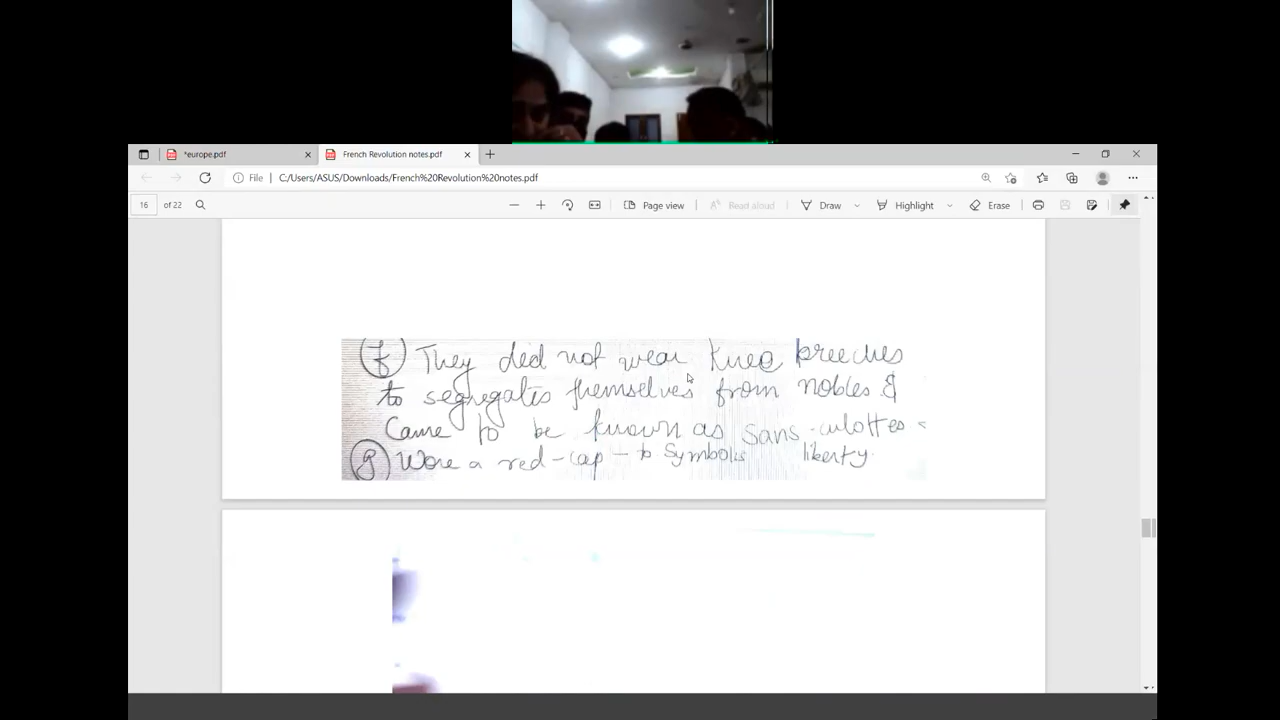 *europe.pdf
French Revolution notes.pdf
File
C:/Users/ASUS/Downloads/French%20Revolution%20notes.pdf
16 of 22
Page view
Read aloud
Draw
Highlight
Erase
(f) They did not wear Knee breeches
to segregates themselves from nobles &
Came to be known as Sans-culottes
(g) Wore a red-cap – to Symbolis liberty.